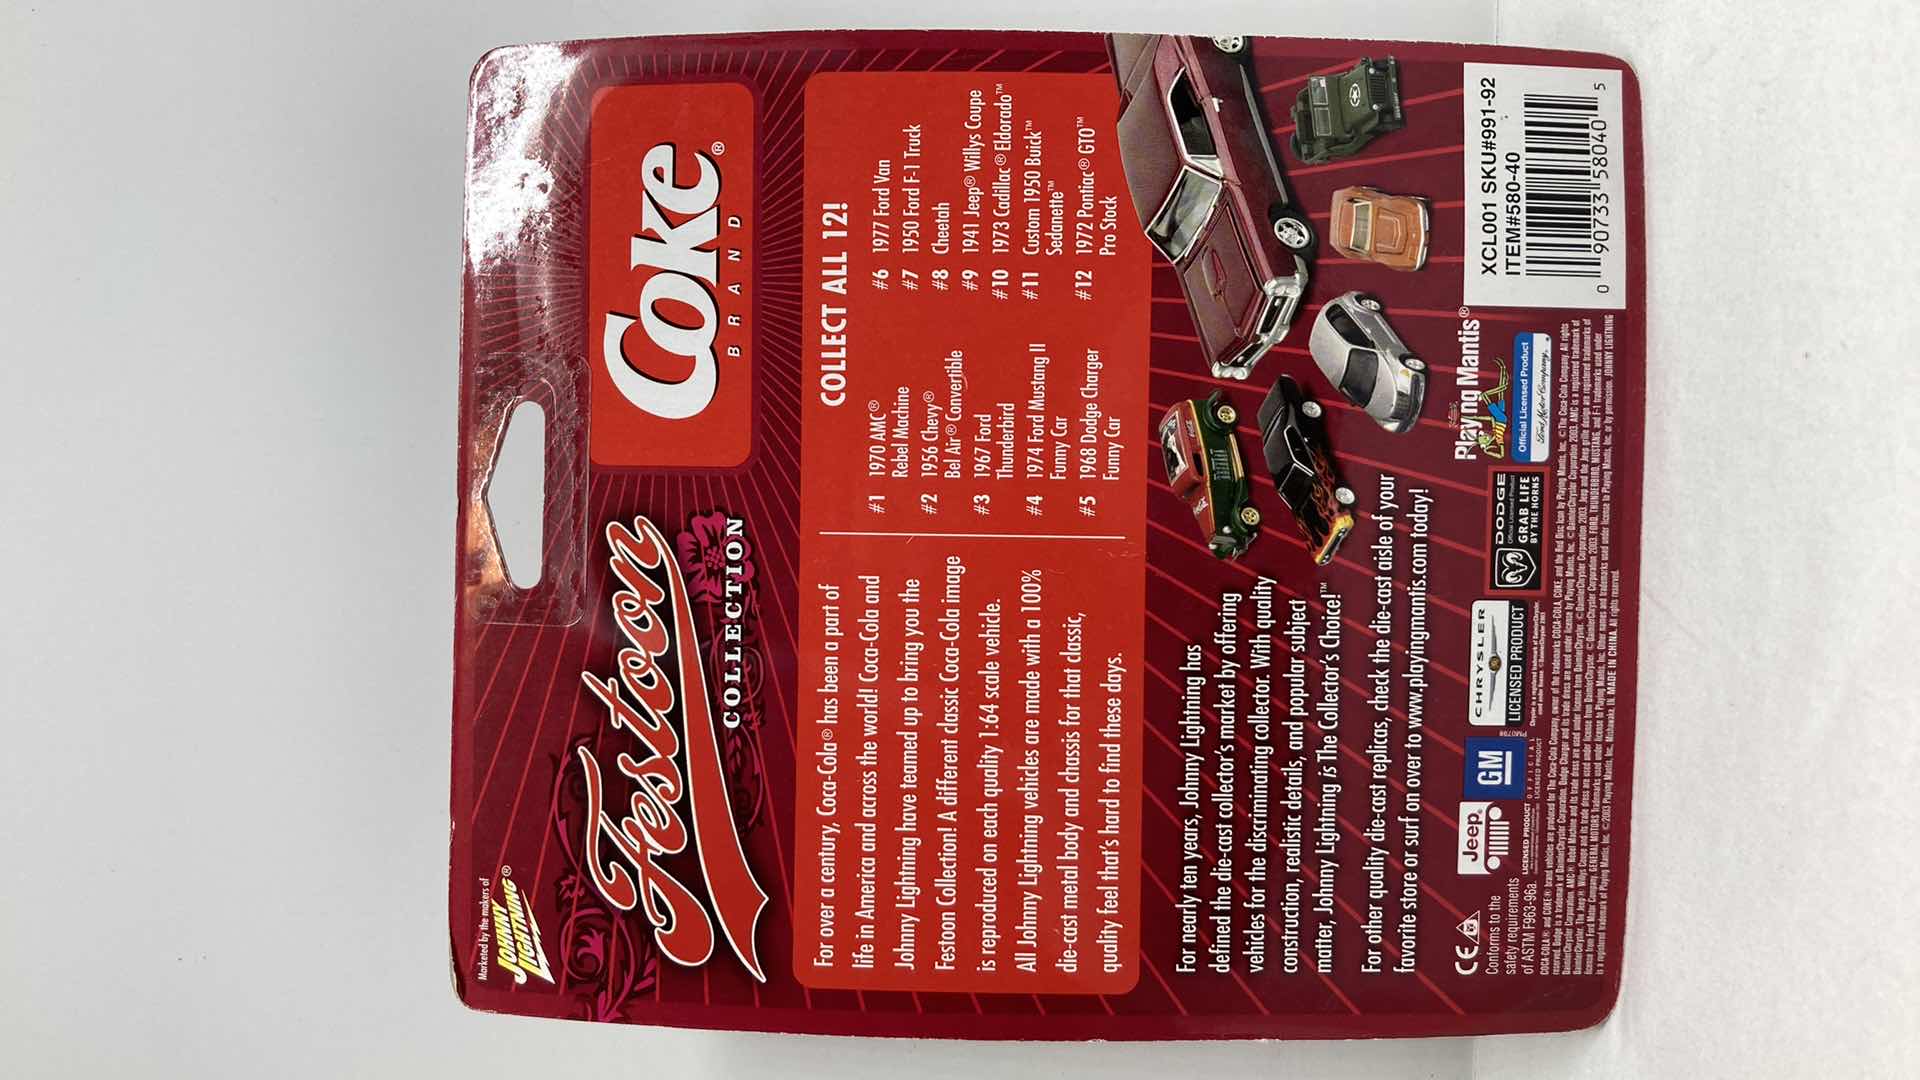 Marketed by the makers of
JOHNNY
LIGHTNING®
Festoon
COLLECTION
Coke®
BRAND
For over a century, Coca-Cola® has been a part of
life in America and across the world! Coca-Cola and
Johnny Lightning have teamed up to bring you the
Festoon Collection! A different classic Coca-Cola image
is reproduced on each quality 1:64 scale vehicle.
All Johnny Lightning vehicles are made with a 100%
die-cast metal body and chassis for that classic,
quality feel that's hard to find these days.
COLLECT ALL 12!
#1 1970 AMC®
Rebel Machine
#2 1956 Chevy®
Bel Air® Convertible
#3 1967 Ford
Thunderbird
#4 1974 Ford Mustang II
Funny Car
#5 1968 Dodge Charger
Funny Car
#6 1977 Ford Van
#7 1950 Ford F-1 Truck
#8 Cheetah
#9 1941 Jeep® Willys Coupe
#10 1973 Cadillac® Eldorado™
#11 Custom 1950 Buick™
Sedanette™
#12 1972 Pontiac® GTO™
Pro Stock
For nearly ten years, Johnny Lightning has
defined the die-cast collector's market by offering
vehicles for the discriminating collector. With quality
construction, realistic details, and popular subject
matter, Johnny Lightning is The Collector's Choice!™
For other quality die-cast replicas, check the die-cast aisle of your
favorite store or surf on over to www.playingmantis.com today!
CE
Conforms to the
safety requirements
of ASTM F963-96a.
Jeep®
LICENSED PRODUCT
GM
OFFICIAL
LICENSED PRODUCT
CHRYSLER
LICENSED PRODUCT
DODGE
Official Licensed Product
GRAB LIFE
BY THE HORNS
Playing Mantis®
Official Licensed Product
Ford Motor Company
XCL001 SKU#991-92
ITEM#580-40
0 90733 58040 5